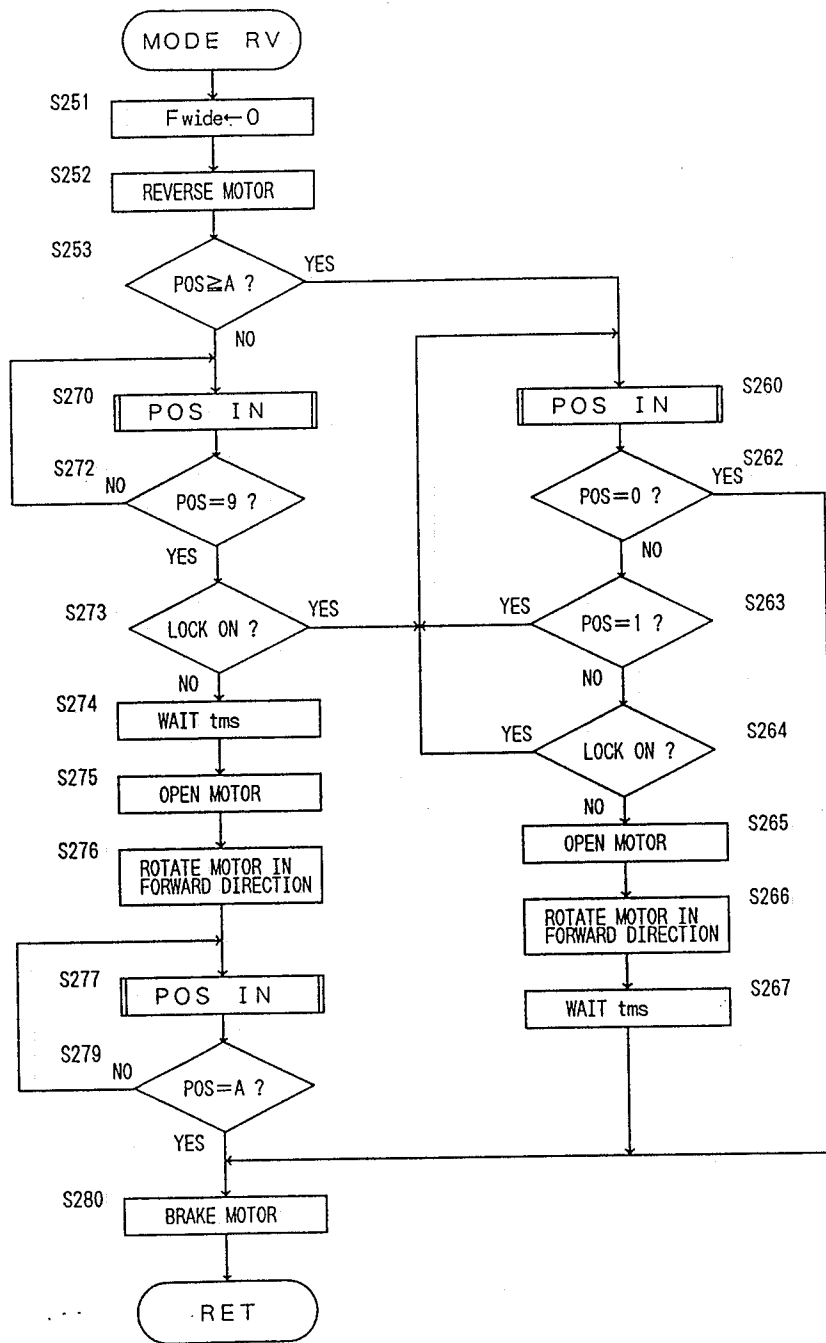 MODE RV
S251
Fwide←0
S252
REVERSE MOTOR
S253
POS≧A ?
YES
NO
S270
POS IN
S272
NO
POS=9 ?
YES
S273
LOCK ON ?
YES
NO
S274
WAIT tms
S275
OPEN MOTOR
S276
ROTATE MOTOR IN
FORWARD DIRECTION
S277
POS IN
S279
NO
POS=A ?
YES
S280
BRAKE MOTOR
RET
S260
POS IN
S262
YES
POS=0 ?
NO
S263
YES
POS=1 ?
NO
S264
YES
LOCK ON ?
NO
S265
OPEN MOTOR
S266
ROTATE MOTOR IN
FORWARD DIRECTION
S267
WAIT tms